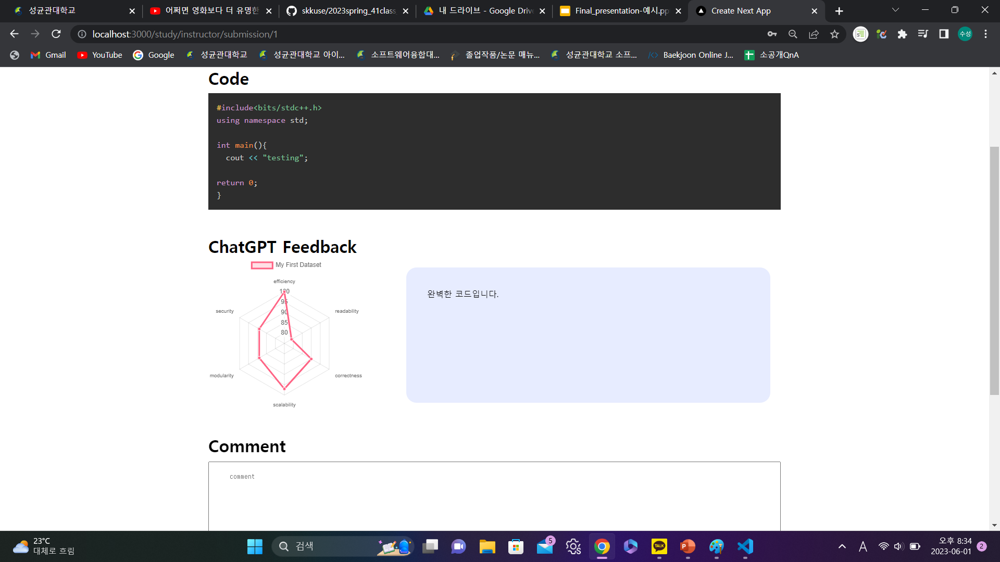 성균관대학교
어쩌면 영화보다 더 유명한
skkuse/2023spring_41class_
내 드라이브 - Google Drive
Final_presentation-예시.pp
Create Next App
localhost:3000/study/instructor/submission/1
수성
Gmail
YouTube
Google
성균관대학교
성균관대학교 아이...
소프트웨어융합대...
졸업작품/논문 매뉴...
성균관대학교 소프...
Baekjoon Online J...
소공개QnA
Code
#include<bits/stdc++.h>
using namespace std;
int main(){
cout << "testing";
return 0;
}
ChatGPT Feedback
My First Dataset
efficiency
100
95
90
85
80
security
readability
modularity
correctness
scalability
완벽한 코드입니다.
Comment
comment
23°C
대체로 흐림
검색
5
TALK
A
오후 8:34
2023-06-01
2